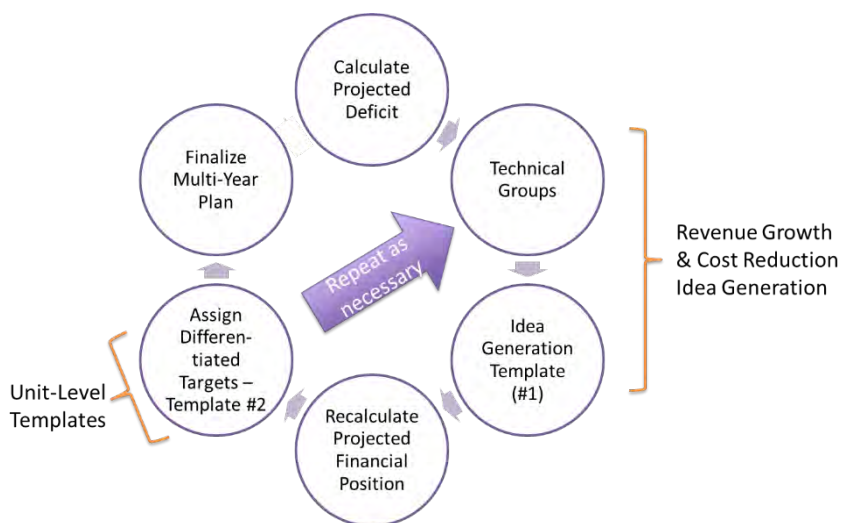 Calculate
Projected
Deficit
Technical
Groups
Idea
Generation
Template
(#1)
Recalculate
Projected
Financial
Position
Assign
Differen-
tiated
Targets –
Template #2
Finalize
Multi-Year
Plan
Repeat as
necessary
Revenue Growth
& Cost Reduction
Idea Generation
Unit-Level
Templates